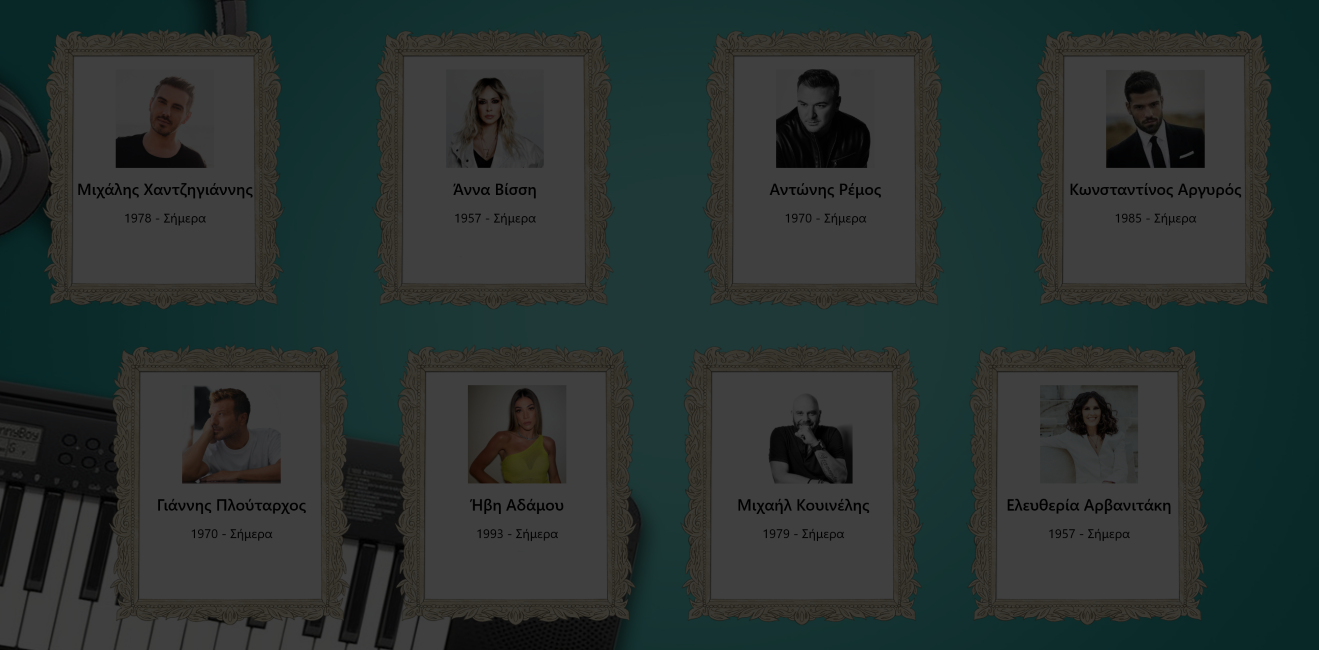 Μιχάλης Χαντζηγιάννης
1978 - Σήμερα
Άννα Βίσση
1957 - Σήμερα
Αντώνης Ρέμος
1970 - Σήμερα
Κωνσταντίνος Αργυρός
1985 - Σήμερα
Γιάννης Πλούταρχος
1970 - Σήμερα
Ήβη Αδάμου
1993 - Σήμερα
Μιχαήλ Κουινέλης
1979 - Σήμερα
Ελευθερία Αρβανιτάκη
1957 - Σήμερα